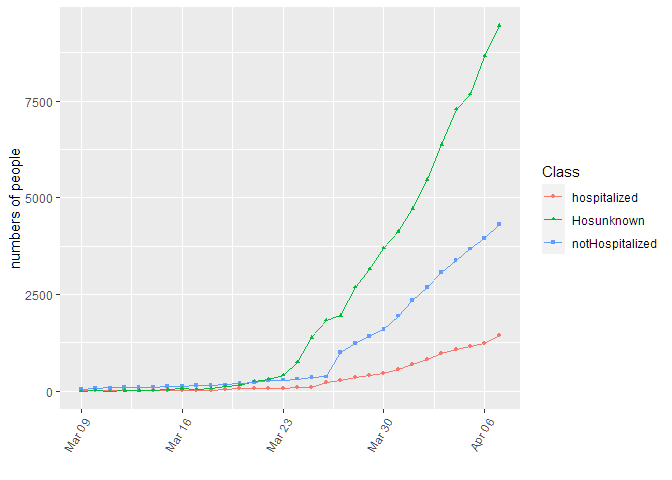 numbers of people
7500
5000
2500
0
Mar 09
Mar 16
Mar 23
Mar 30
Apr 06
Class
hospitalized
Hosunknown
notHospitalized